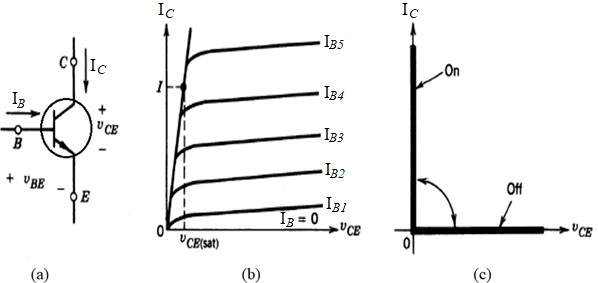 C
I_C
I_B
B
+
v_CE
−
+ v_BE −
E
(a)
I_C
I_B5
I
I_B4
I_B3
I_B2
I_B1
I_B = 0
0
v_CE(sat)
v_CE
(b)
I_C
On
Off
0
v_CE
(c)